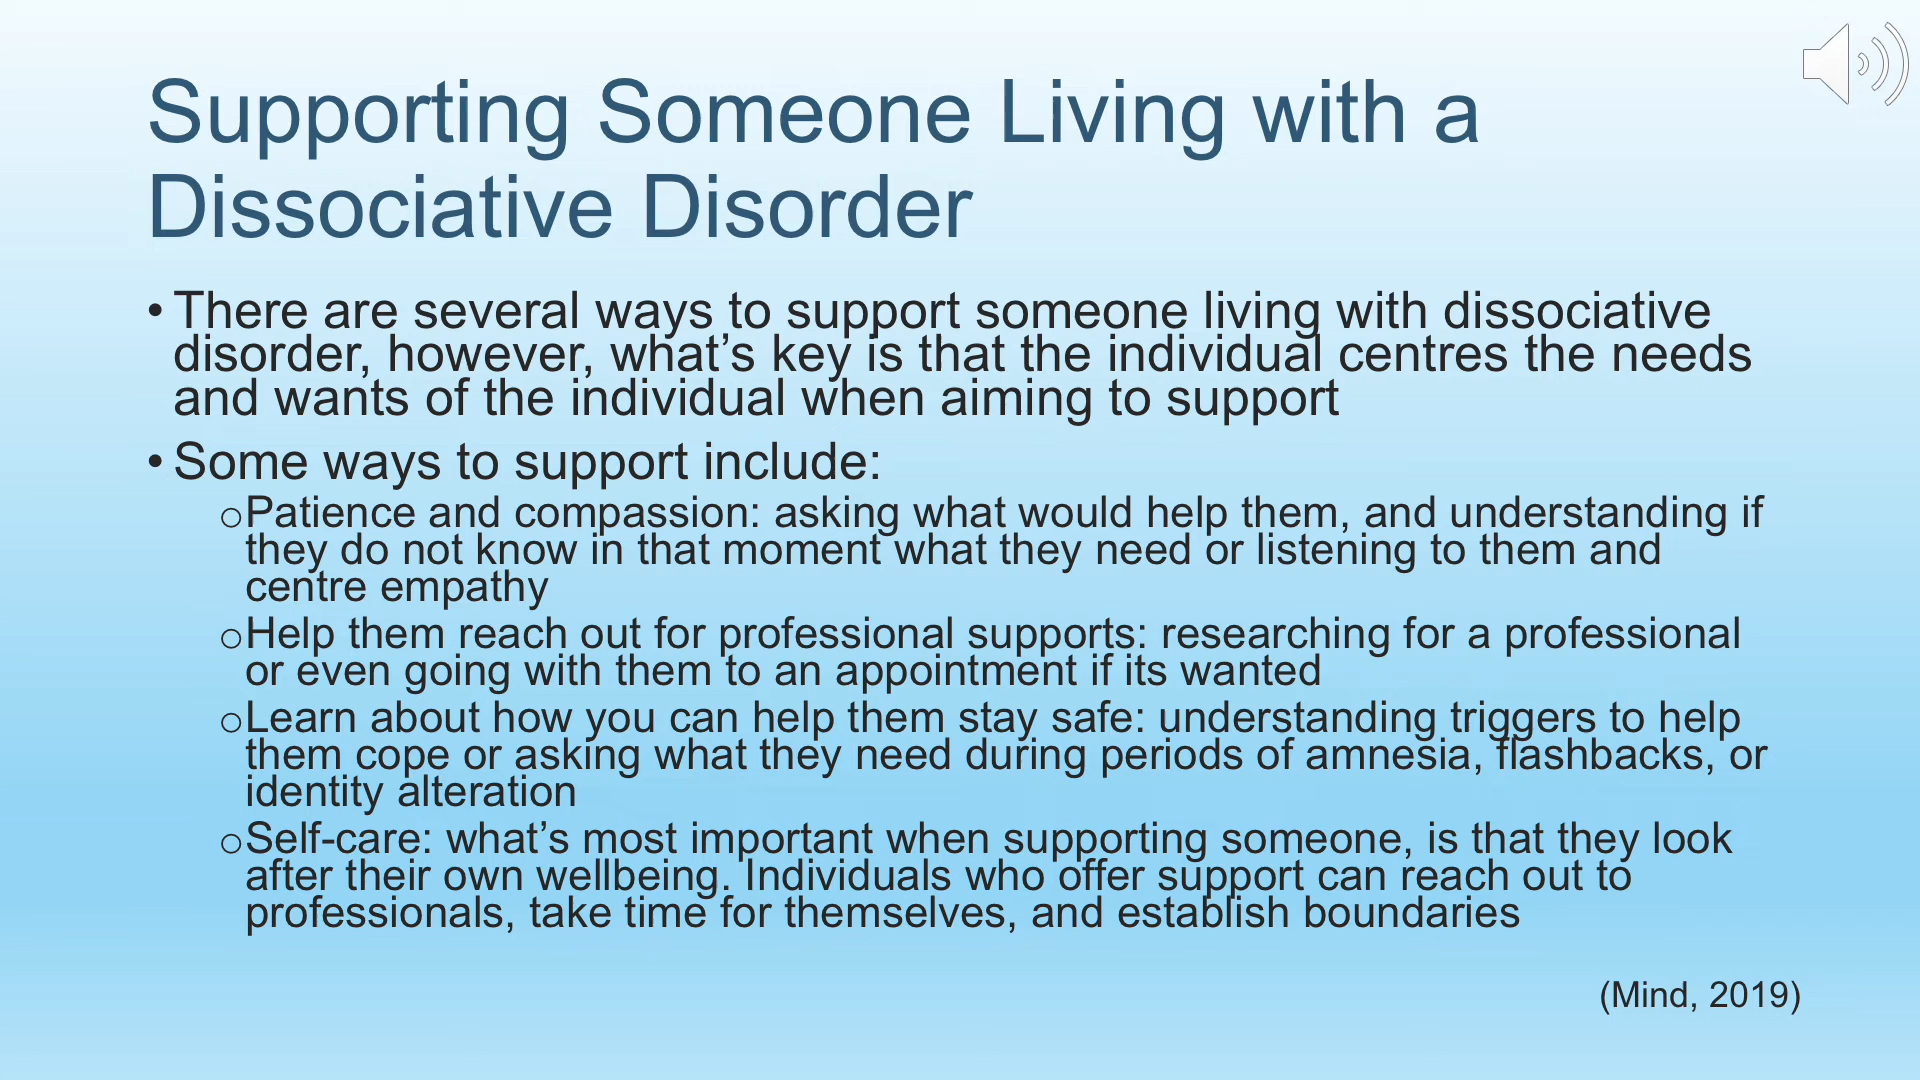 Supporting Someone Living with a
Dissociative Disorder
• There are several ways to support someone living with dissociative
disorder, however, what’s key is that the individual centres the needs
and wants of the individual when aiming to support
• Some ways to support include:
oPatience and compassion: asking what would help them, and understanding if
they do not know in that moment what they need or listening to them and
centre empathy
oHelp them reach out for professional supports: researching for a professional
or even going with them to an appointment if its wanted
oLearn about how you can help them stay safe: understanding triggers to help
them cope or asking what they need during periods of amnesia, flashbacks, or
identity alteration
oSelf-care: what’s most important when supporting someone, is that they look
after their own wellbeing. Individuals who offer support can reach out to
professionals, take time for themselves, and establish boundaries
(Mind, 2019)